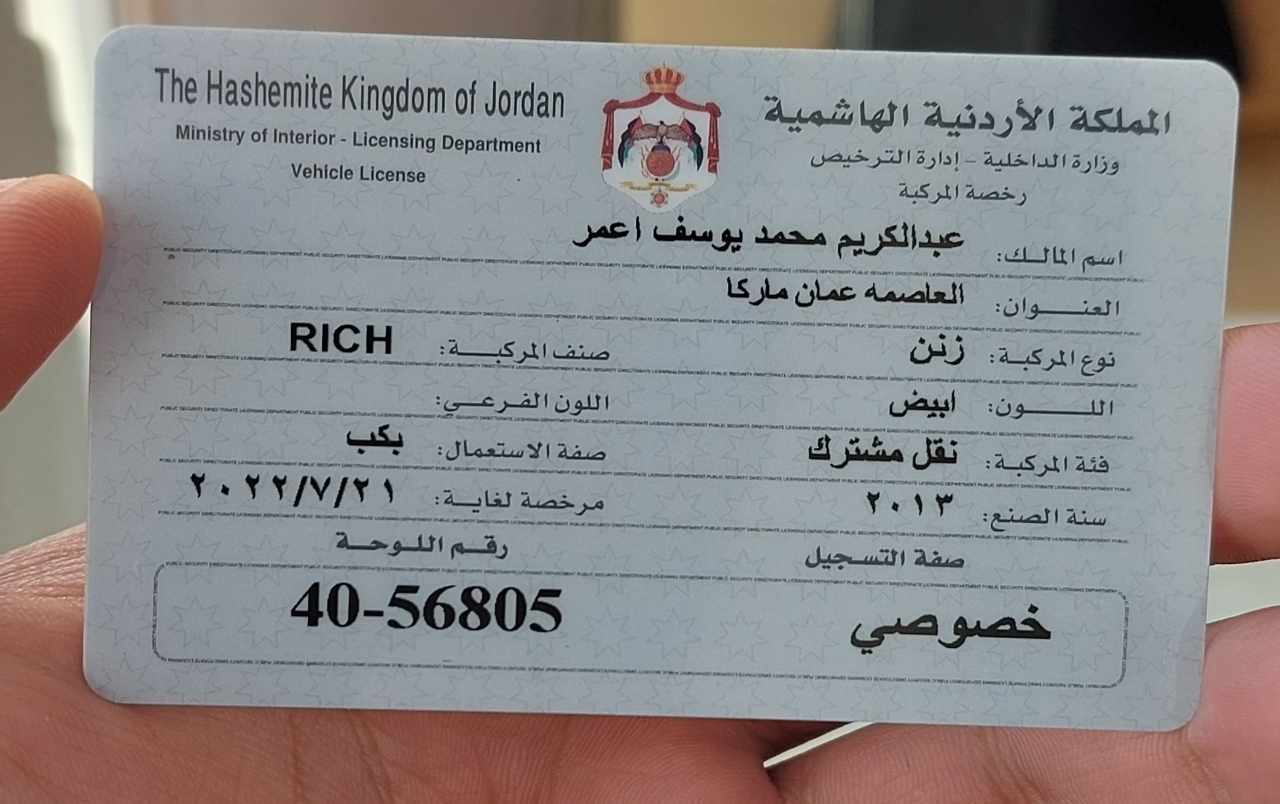 The Hashemite Kingdom of Jordan
Ministry of Interior - Licensing Department
Vehicle License
المملكة الأردنية الهاشمية
وزارة الداخلية - إدارة الترخيص
رخصة المركبة
اسم المالك: عبدالكريم محمد يوسف اعمر
العنوان: العاصمه عمان ماركا
نوع المركبة: زنن صنف المركبة: RICH
اللون: ابيض اللون الفرعي:
فئة المركبة: نقل مشترك صفة الاستعمال: بكب
سنة الصنع: ٢٠١٣ مرخصة لغاية: ٢٠٢٢/٧/٢١
صفة التسجيل رقم اللوحة
خصوصي 40-56805